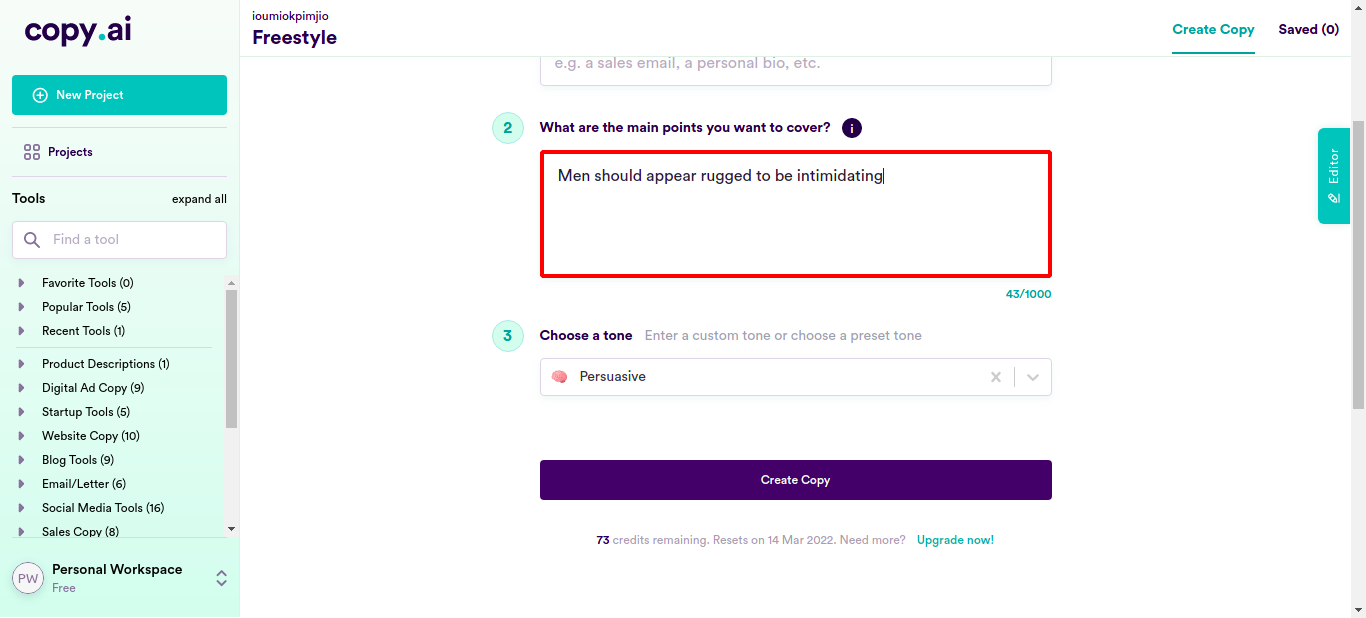 copy.ai
New Project
Projects
Tools
expand all
Find a tool
Favorite Tools (0)
Popular Tools (5)
Recent Tools (1)
Product Descriptions (1)
Digital Ad Copy (9)
Startup Tools (5)
Website Copy (10)
Blog Tools (9)
Email/Letter (6)
Social Media Tools (16)
Sales Copy (8)
PW
Personal Workspace
Free
ioumiokpimjio
Freestyle
Create Copy
Saved (0)
e.g. a sales email, a personal bio, etc.
2
What are the main points you want to cover?
i
Men should appear rugged to be intimidating
43/1000
3
Choose a tone Enter a custom tone or choose a preset tone
Persuasive
Create Copy
73 credits remaining. Resets on 14 Mar 2022. Need more? Upgrade now!
Editor